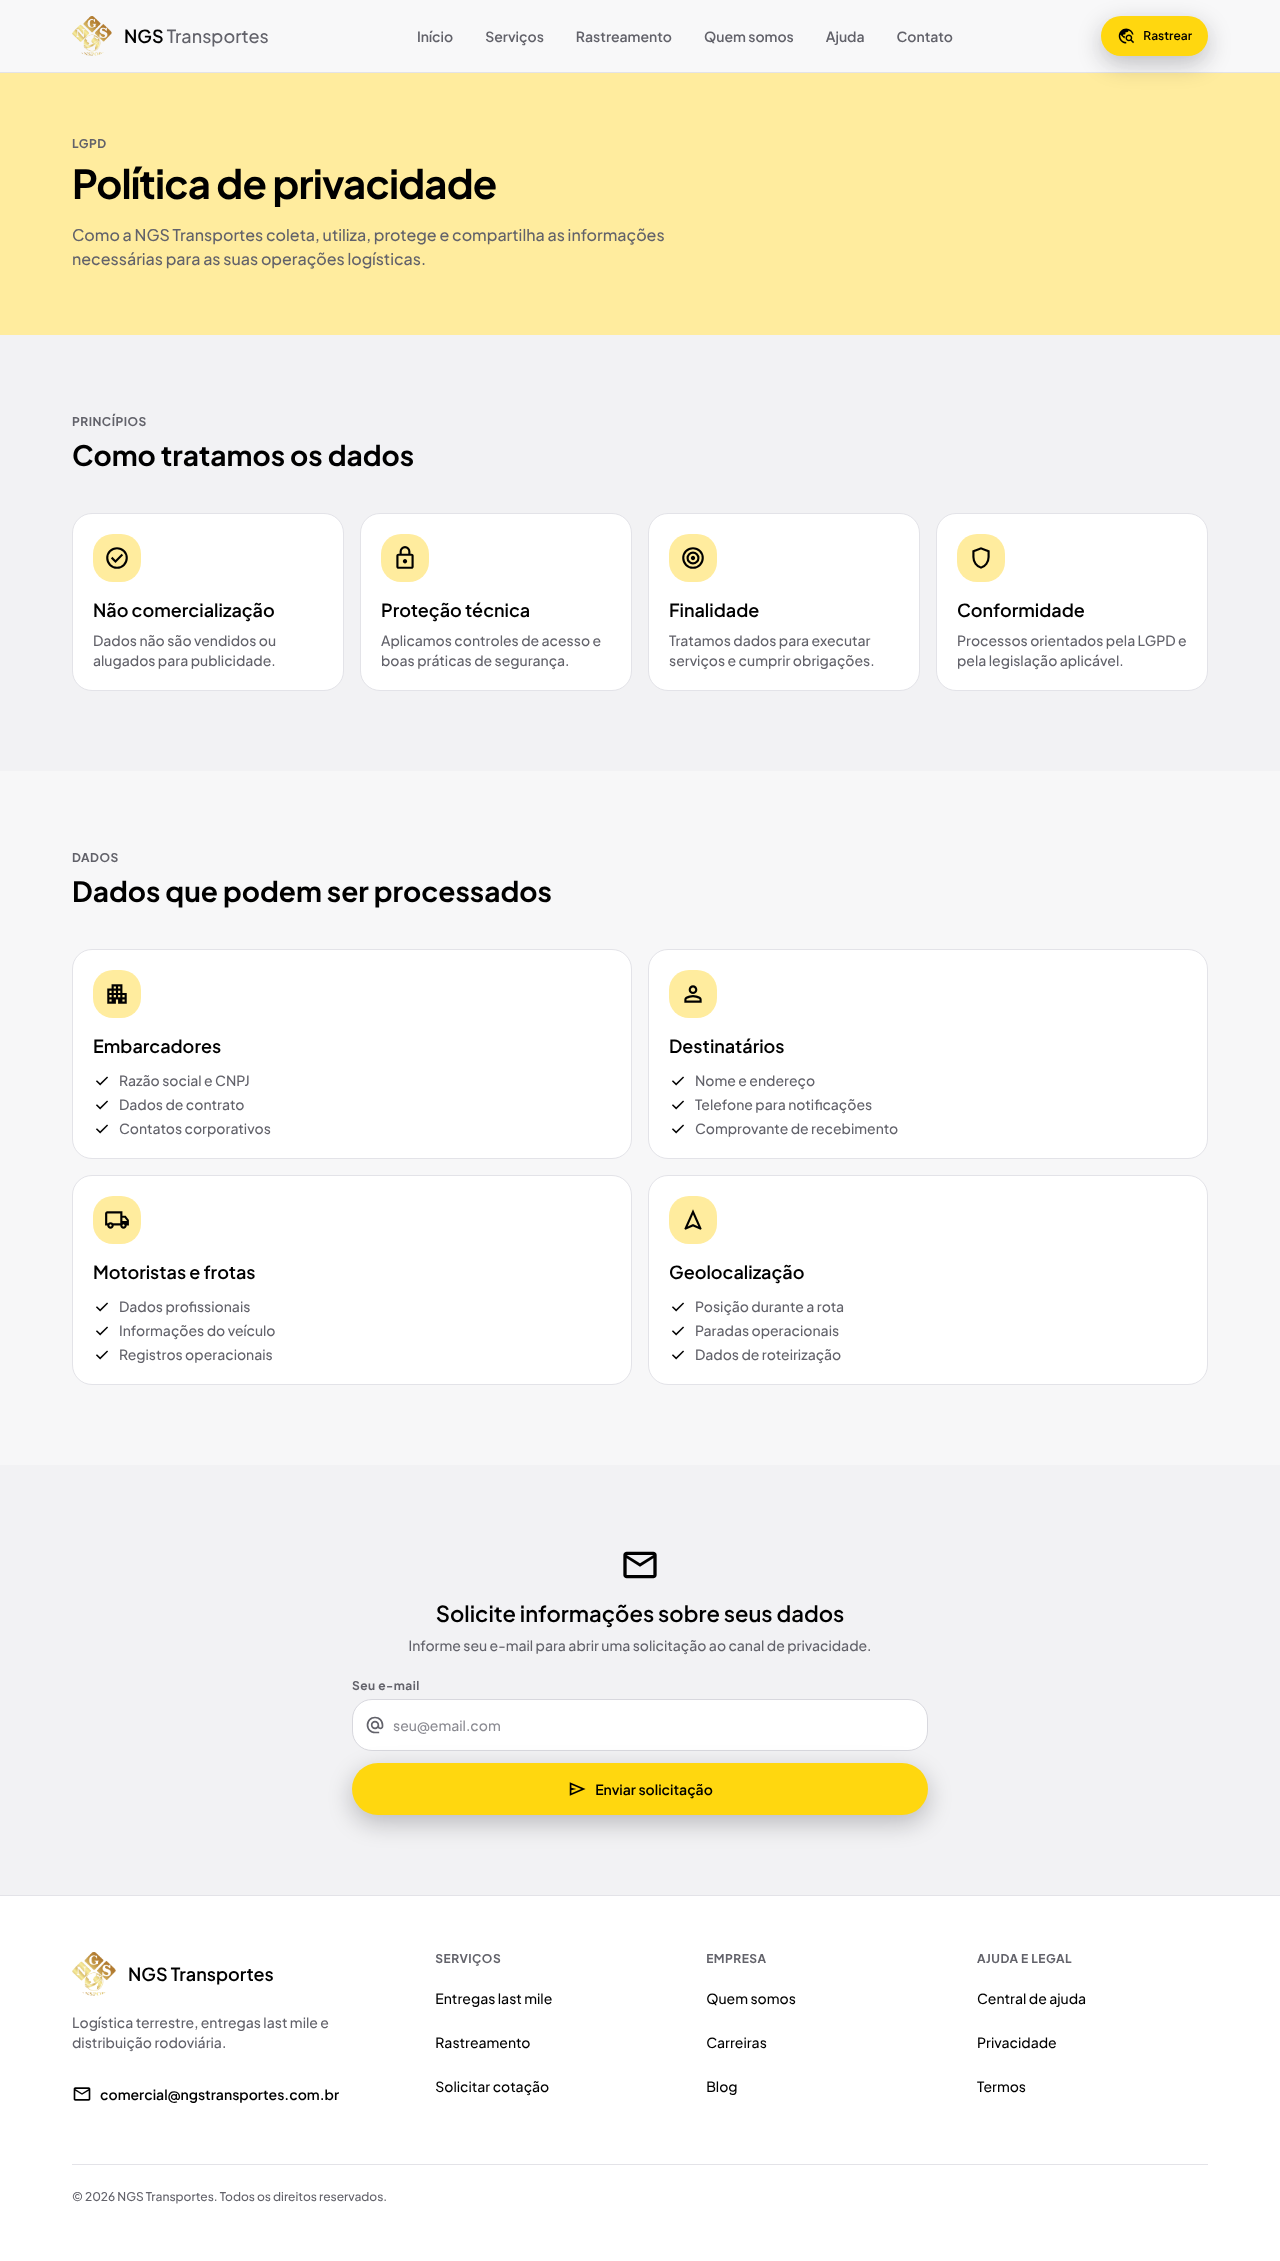 NGS Transportes
Início
Serviços
Rastreamento
Quem somos
Ajuda
Contato
Rastrear
LGPD
Política de privacidade
Como a NGS Transportes coleta, utiliza, protege e compartilha as informações
necessárias para as suas operações logísticas.
PRINCÍPIOS
Como tratamos os dados
Não comercialização
Dados não são vendidos ou
alugados para publicidade.
Proteção técnica
Aplicamos controles de acesso e
boas práticas de segurança.
Finalidade
Tratamos dados para executar
serviços e cumprir obrigações.
Conformidade
Processos orientados pela LGPD e
pela legislação aplicável.
DADOS
Dados que podem ser processados
Embarcadores
Razão social e CNPJ
Dados de contrato
Contatos corporativos
Destinatários
Nome e endereço
Telefone para notificações
Comprovante de recebimento
Motoristas e frotas
Dados profissionais
Informações do veículo
Registros operacionais
Geolocalização
Posição durante a rota
Paradas operacionais
Dados de roteirização
Solicite informações sobre seus dados
Informe seu e-mail para abrir uma solicitação ao canal de privacidade.
Seu e-mail
seu@email.com
Enviar solicitação
NGS Transportes
Logística terrestre, entregas last mile e
distribuição rodoviária.
comercial@ngstransportes.com.br
SERVIÇOS
Entregas last mile
Rastreamento
Solicitar cotação
EMPRESA
Quem somos
Carreiras
Blog
AJUDA E LEGAL
Central de ajuda
Privacidade
Termos
© 2026 NGS Transportes. Todos os direitos reservados.